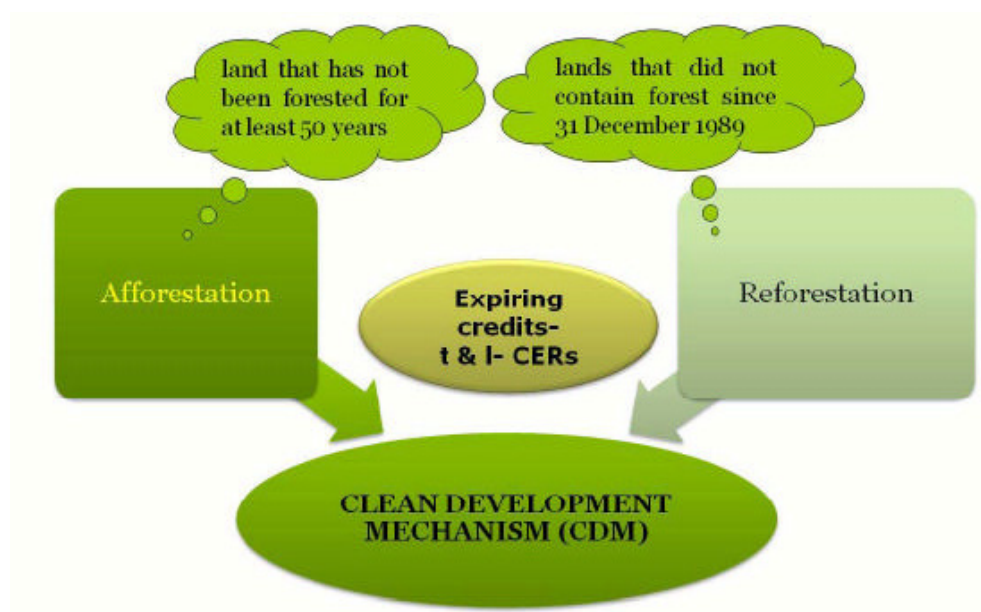 land that has not
been forested for
at least 50 years
lands that did not
contain forest since
31 December 1989
Afforestation
Expiring
credits-
t & l- CERs
Reforestation
CLEAN DEVELOPMENT
MECHANISM (CDM)